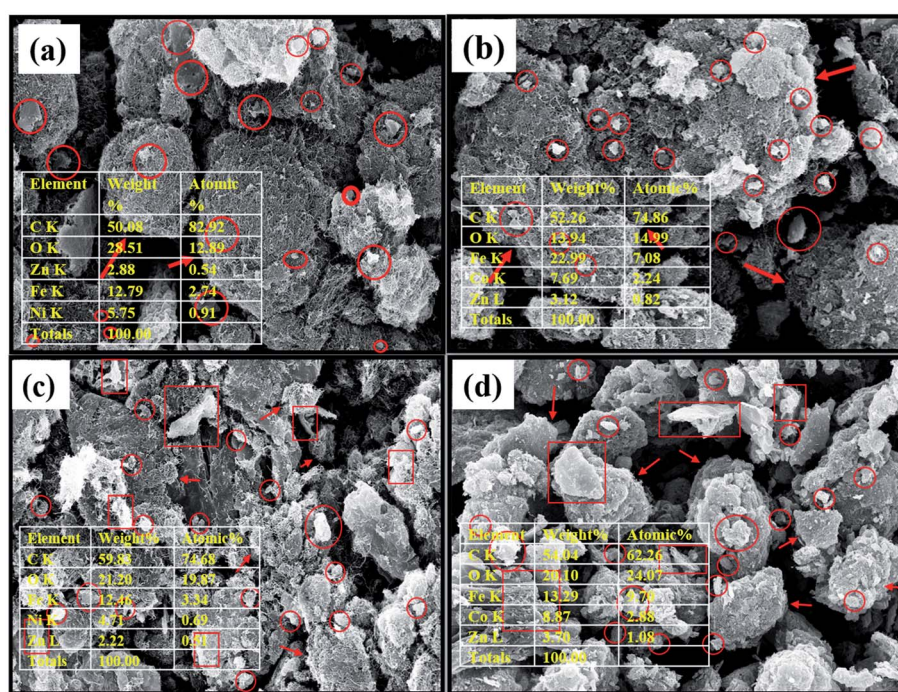 (a)
Element Weight % Atomic %
C K 50.08 82.92
O K 28.51 12.89
Zn K 2.88 0.54
Fe K 12.79 2.74
Ni K 5.75 0.91
Totals 100.00
(b)
Element Weight% Atomic%
C K 52.26 74.86
O K 13.94 14.99
Fe K 22.99 7.08
Co K 7.69 2.24
Zn L 3.12 0.82
Totals 100.00
(c)
Element Weight% Atomic%
C K 59.83 74.68
O K 21.20 19.87
Fe K 12.46 3.34
Ni K 4.71 0.69
Zn L 2.22 0.51
Totals 100.00
(d)
Element Weight% Atomic%
C K 54.04 62.26
O K 20.10 24.07
Fe K 13.29 9.70
Co K 8.87 2.88
Zn L 3.70 1.08
Totals 100.00